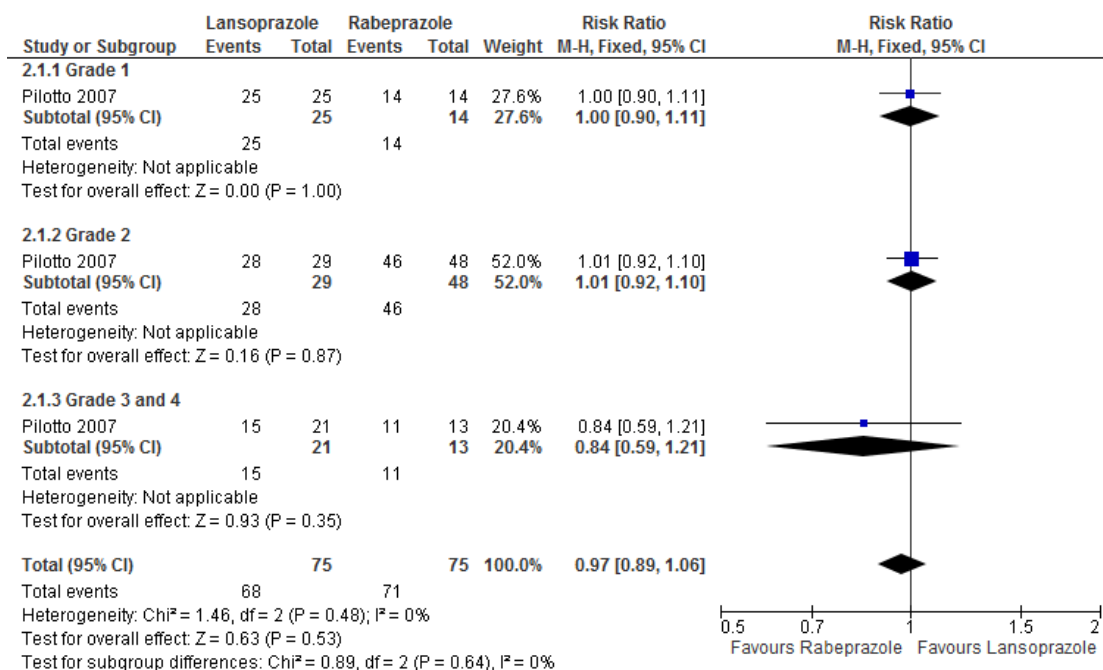 Lansoprazole Rabeprazole Risk Ratio Risk Ratio
Study or Subgroup Events Total Events Total Weight M-H, Fixed, 95% CI M-H, Fixed, 95% CI
2.1.1 Grade 1
Pilotto 2007 25 25 14 14 27.6% 1.00 [0.90, 1.11]
Subtotal (95% CI) 25 14 27.6% 1.00 [0.90, 1.11]
Total events 25 14
Heterogeneity: Not applicable
Test for overall effect: Z = 0.00 (P = 1.00)
2.1.2 Grade 2
Pilotto 2007 28 29 46 48 52.0% 1.01 [0.92, 1.10]
Subtotal (95% CI) 29 48 52.0% 1.01 [0.92, 1.10]
Total events 28 46
Heterogeneity: Not applicable
Test for overall effect: Z = 0.16 (P = 0.87)
2.1.3 Grade 3 and 4
Pilotto 2007 15 21 11 13 20.4% 0.84 [0.59, 1.21]
Subtotal (95% CI) 21 13 20.4% 0.84 [0.59, 1.21]
Total events 15 11
Heterogeneity: Not applicable
Test for overall effect: Z = 0.93 (P = 0.35)
Total (95% CI) 75 75 100.0% 0.97 [0.89, 1.06]
Total events 68 71
Heterogeneity: Chi² = 1.46, df = 2 (P = 0.48); I² = 0%
Test for overall effect: Z = 0.63 (P = 0.53)
Test for subgroup differences: Chi² = 0.89, df = 2 (P = 0.64), I² = 0%
0.5 0.7 1 1.5 2
Favours Rabeprazole Favours Lansoprazole